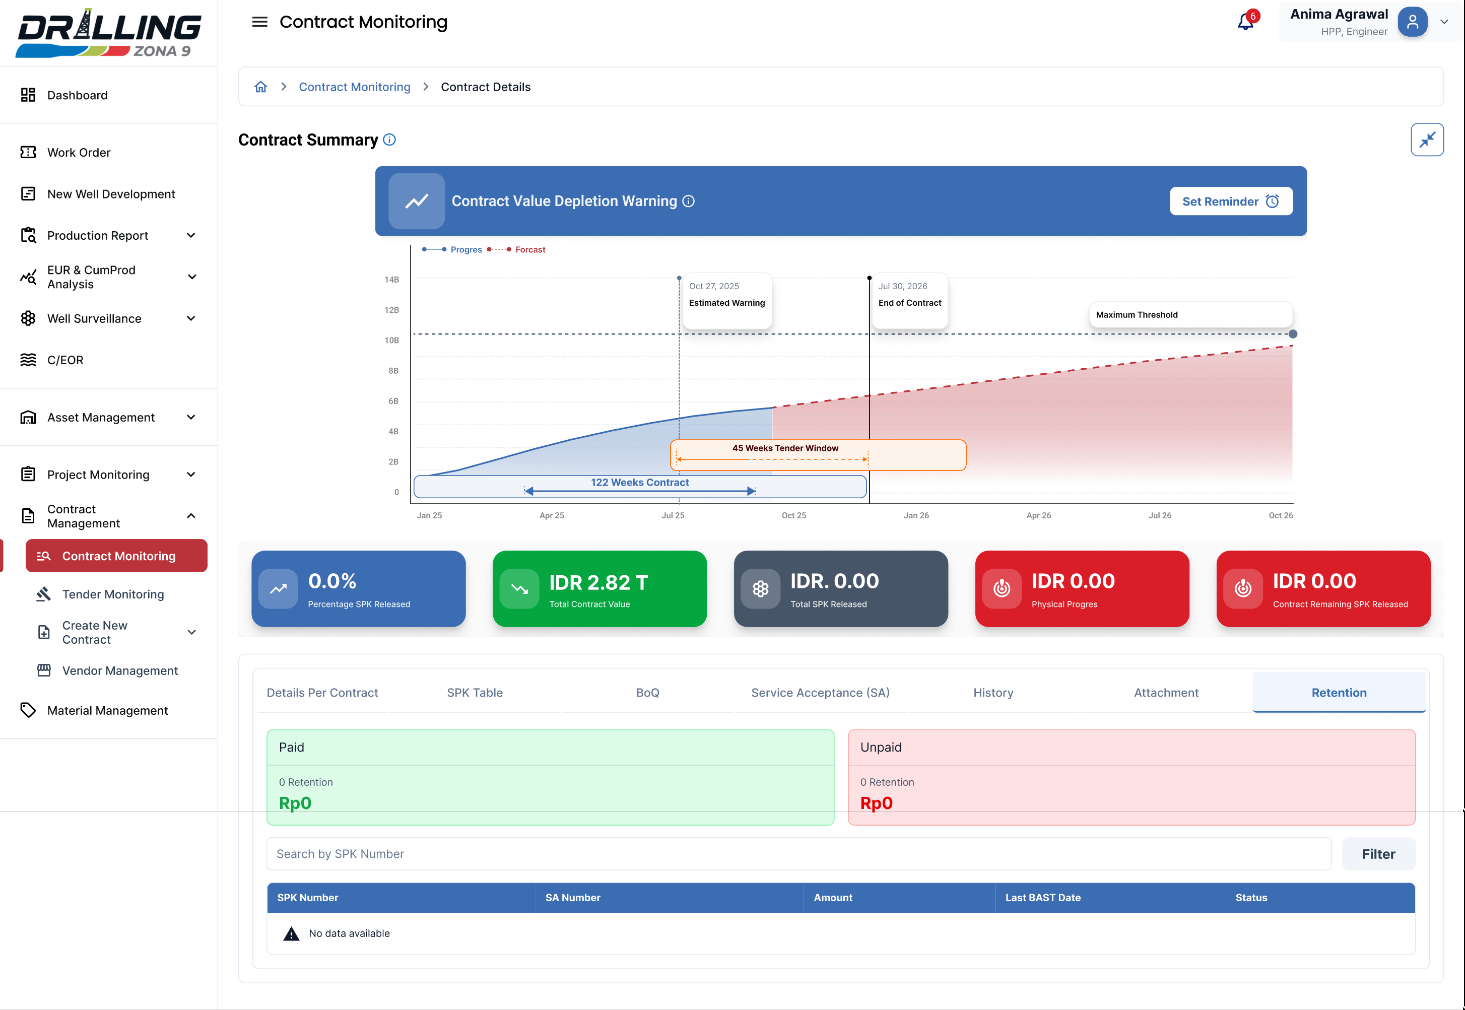 DRILLING
ZONA 9
Contract Monitoring
6
Anima Agrawal
HPP, Engineer
Dashboard
Work Order
New Well Development
Production Report
EUR & CumProd
Analysis
Well Surveillance
C/EOR
Asset Management
Project Monitoring
Contract
Management
Contract Monitoring
Tender Monitoring
Create New
Contract
Vendor Management
Material Management
Contract Monitoring
Contract Details
Contract Summary
Contract Value Depletion Warning
Set Reminder
Progres
Forcast
14B
12B
10B
8B
6B
4B
2B
0
Oct 27, 2025
Estimated Warning
Jul 30, 2026
End of Contract
Maximum Threshold
45 Weeks Tender Window
122 Weeks Contract
Jan 25
Apr 25
Jul 25
Oct 25
Jan 26
Apr 26
Jul 26
Oct 26
0.0%
Percentage SPK Released
IDR 2.82 T
Total Contract Value
IDR. 0.00
Total SPK Released
IDR 0.00
Physical Progres
IDR 0.00
Contract Remaining SPK Released
Details Per Contract
SPK Table
BoQ
Service Acceptance (SA)
History
Attachment
Retention
Paid
0 Retention
Rp0
Unpaid
0 Retention
Rp0
Search by SPK Number
Filter
SPK Number
SA Number
Amount
Last BAST Date
Status
No data available